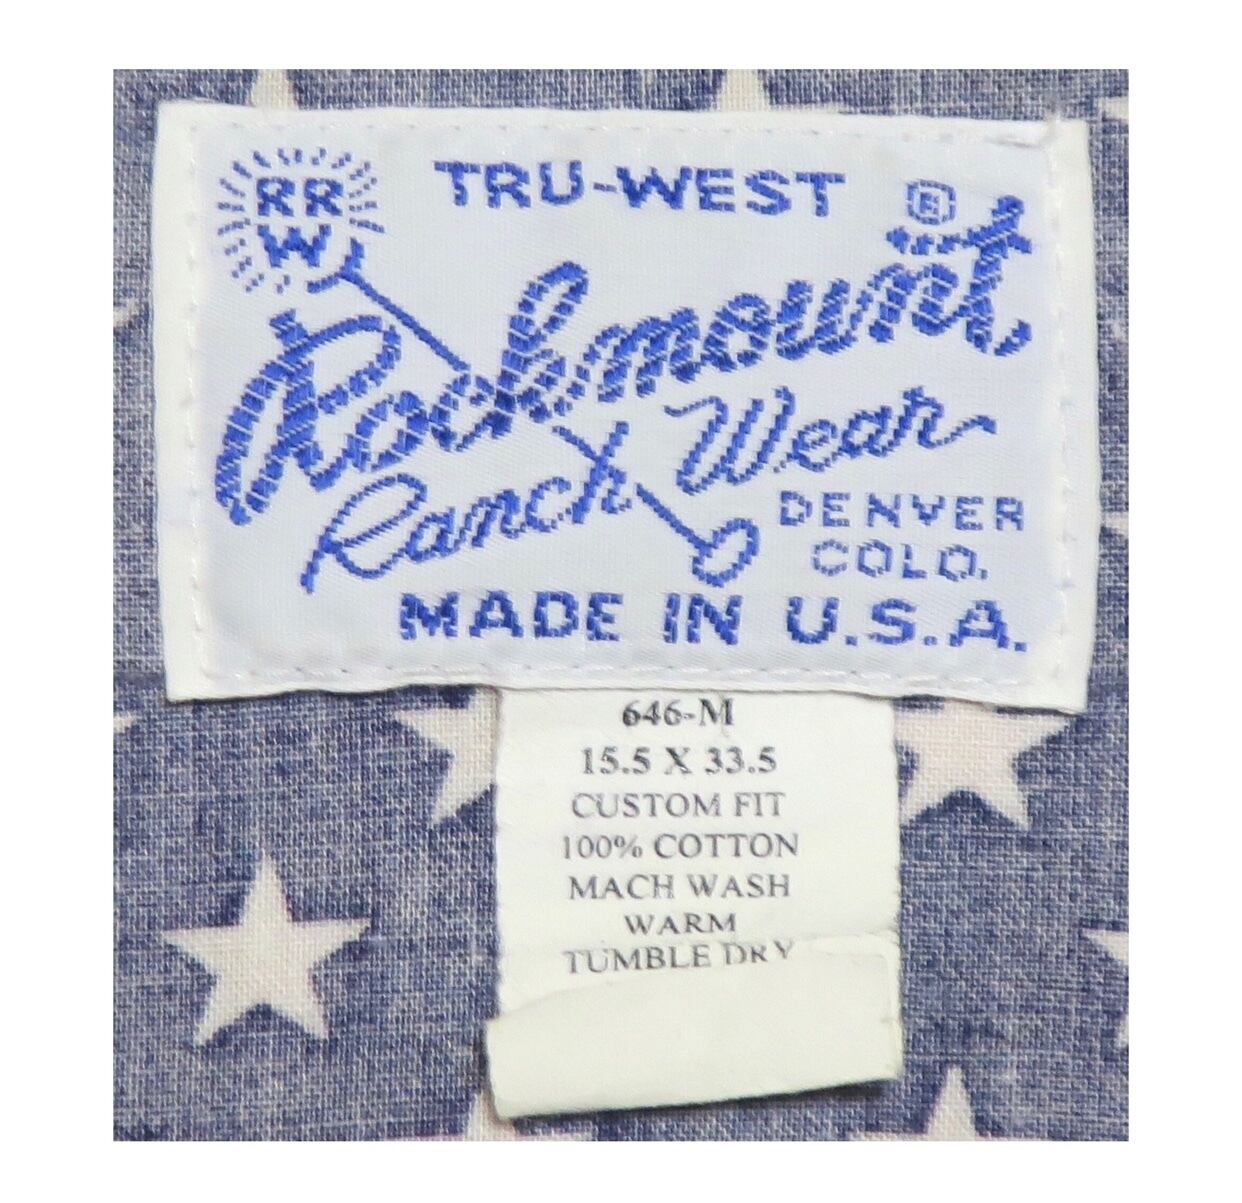 RR
W
TRU-WEST ®
Rockmount
Ranch Wear
DENVER
COLO.
MADE IN U.S.A.
646-M
15.5 X 33.5
CUSTOM FIT
100% COTTON
MACH WASH
WARM
TUMBLE DRY